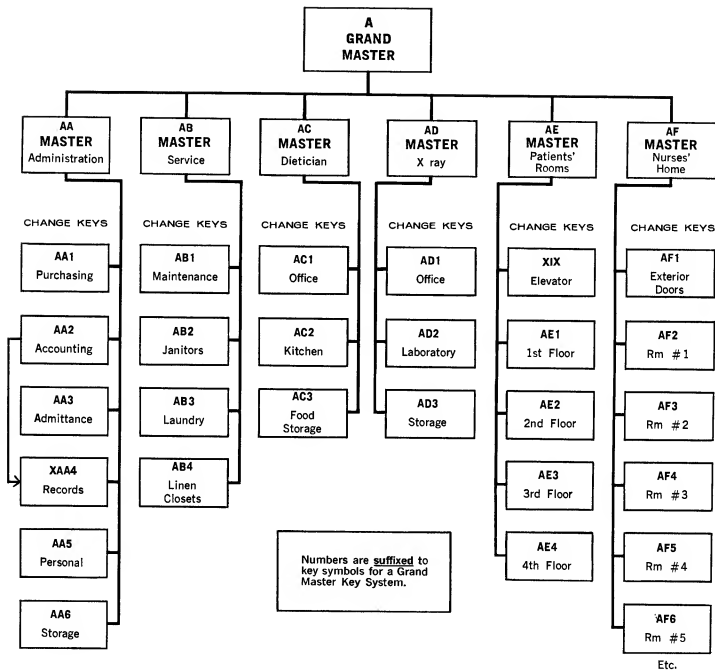 A
GRAND
MASTER
AA
MASTER
Administration
AB
MASTER
Service
AC
MASTER
Dietician
AD
MASTER
X ray
AE
MASTER
Patients'
Rooms
AF
MASTER
Nurses'
Home
CHANGE KEYS
AA1
Purchasing
AA2
Accounting
AA3
Admittance
XAA4
Records
AA5
Personal
AA6
Storage
CHANGE KEYS
AB1
Maintenance
AB2
Janitors
AB3
Laundry
AB4
Linen
Closets
CHANGE KEYS
AC1
Office
AC2
Kitchen
AC3
Food
Storage
CHANGE KEYS
AD1
Office
AD2
Laboratory
AD3
Storage
CHANGE KEYS
XIX
Elevator
AE1
1st Floor
AE2
2nd Floor
AE3
3rd Floor
AE4
4th Floor
CHANGE KEYS
AF1
Exterior
Doors
AF2
Rm #1
AF3
Rm #2
AF4
Rm #3
AF5
Rm #4
AF6
Rm #5
Etc.
Numbers are suffixed to
key symbols for a Grand
Master Key System.